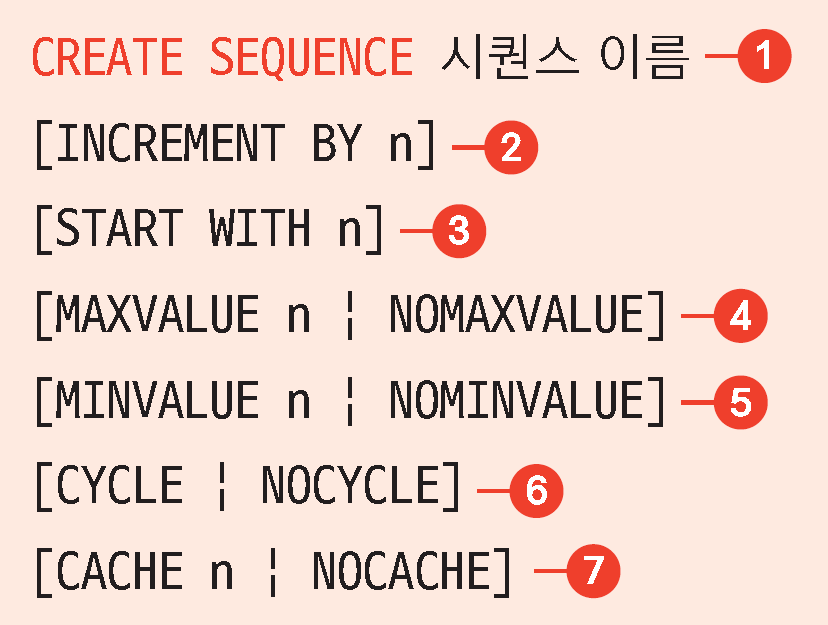 CREATE SEQUENCE 시퀀스 이름 1
[INCREMENT BY n] 2
[START WITH n] 3
[MAXVALUE n ¦ NOMAXVALUE] 4
[MINVALUE n ¦ NOMINVALUE] 5
[CYCLE ¦ NOCYCLE] 6
[CACHE n ¦ NOCACHE] 7